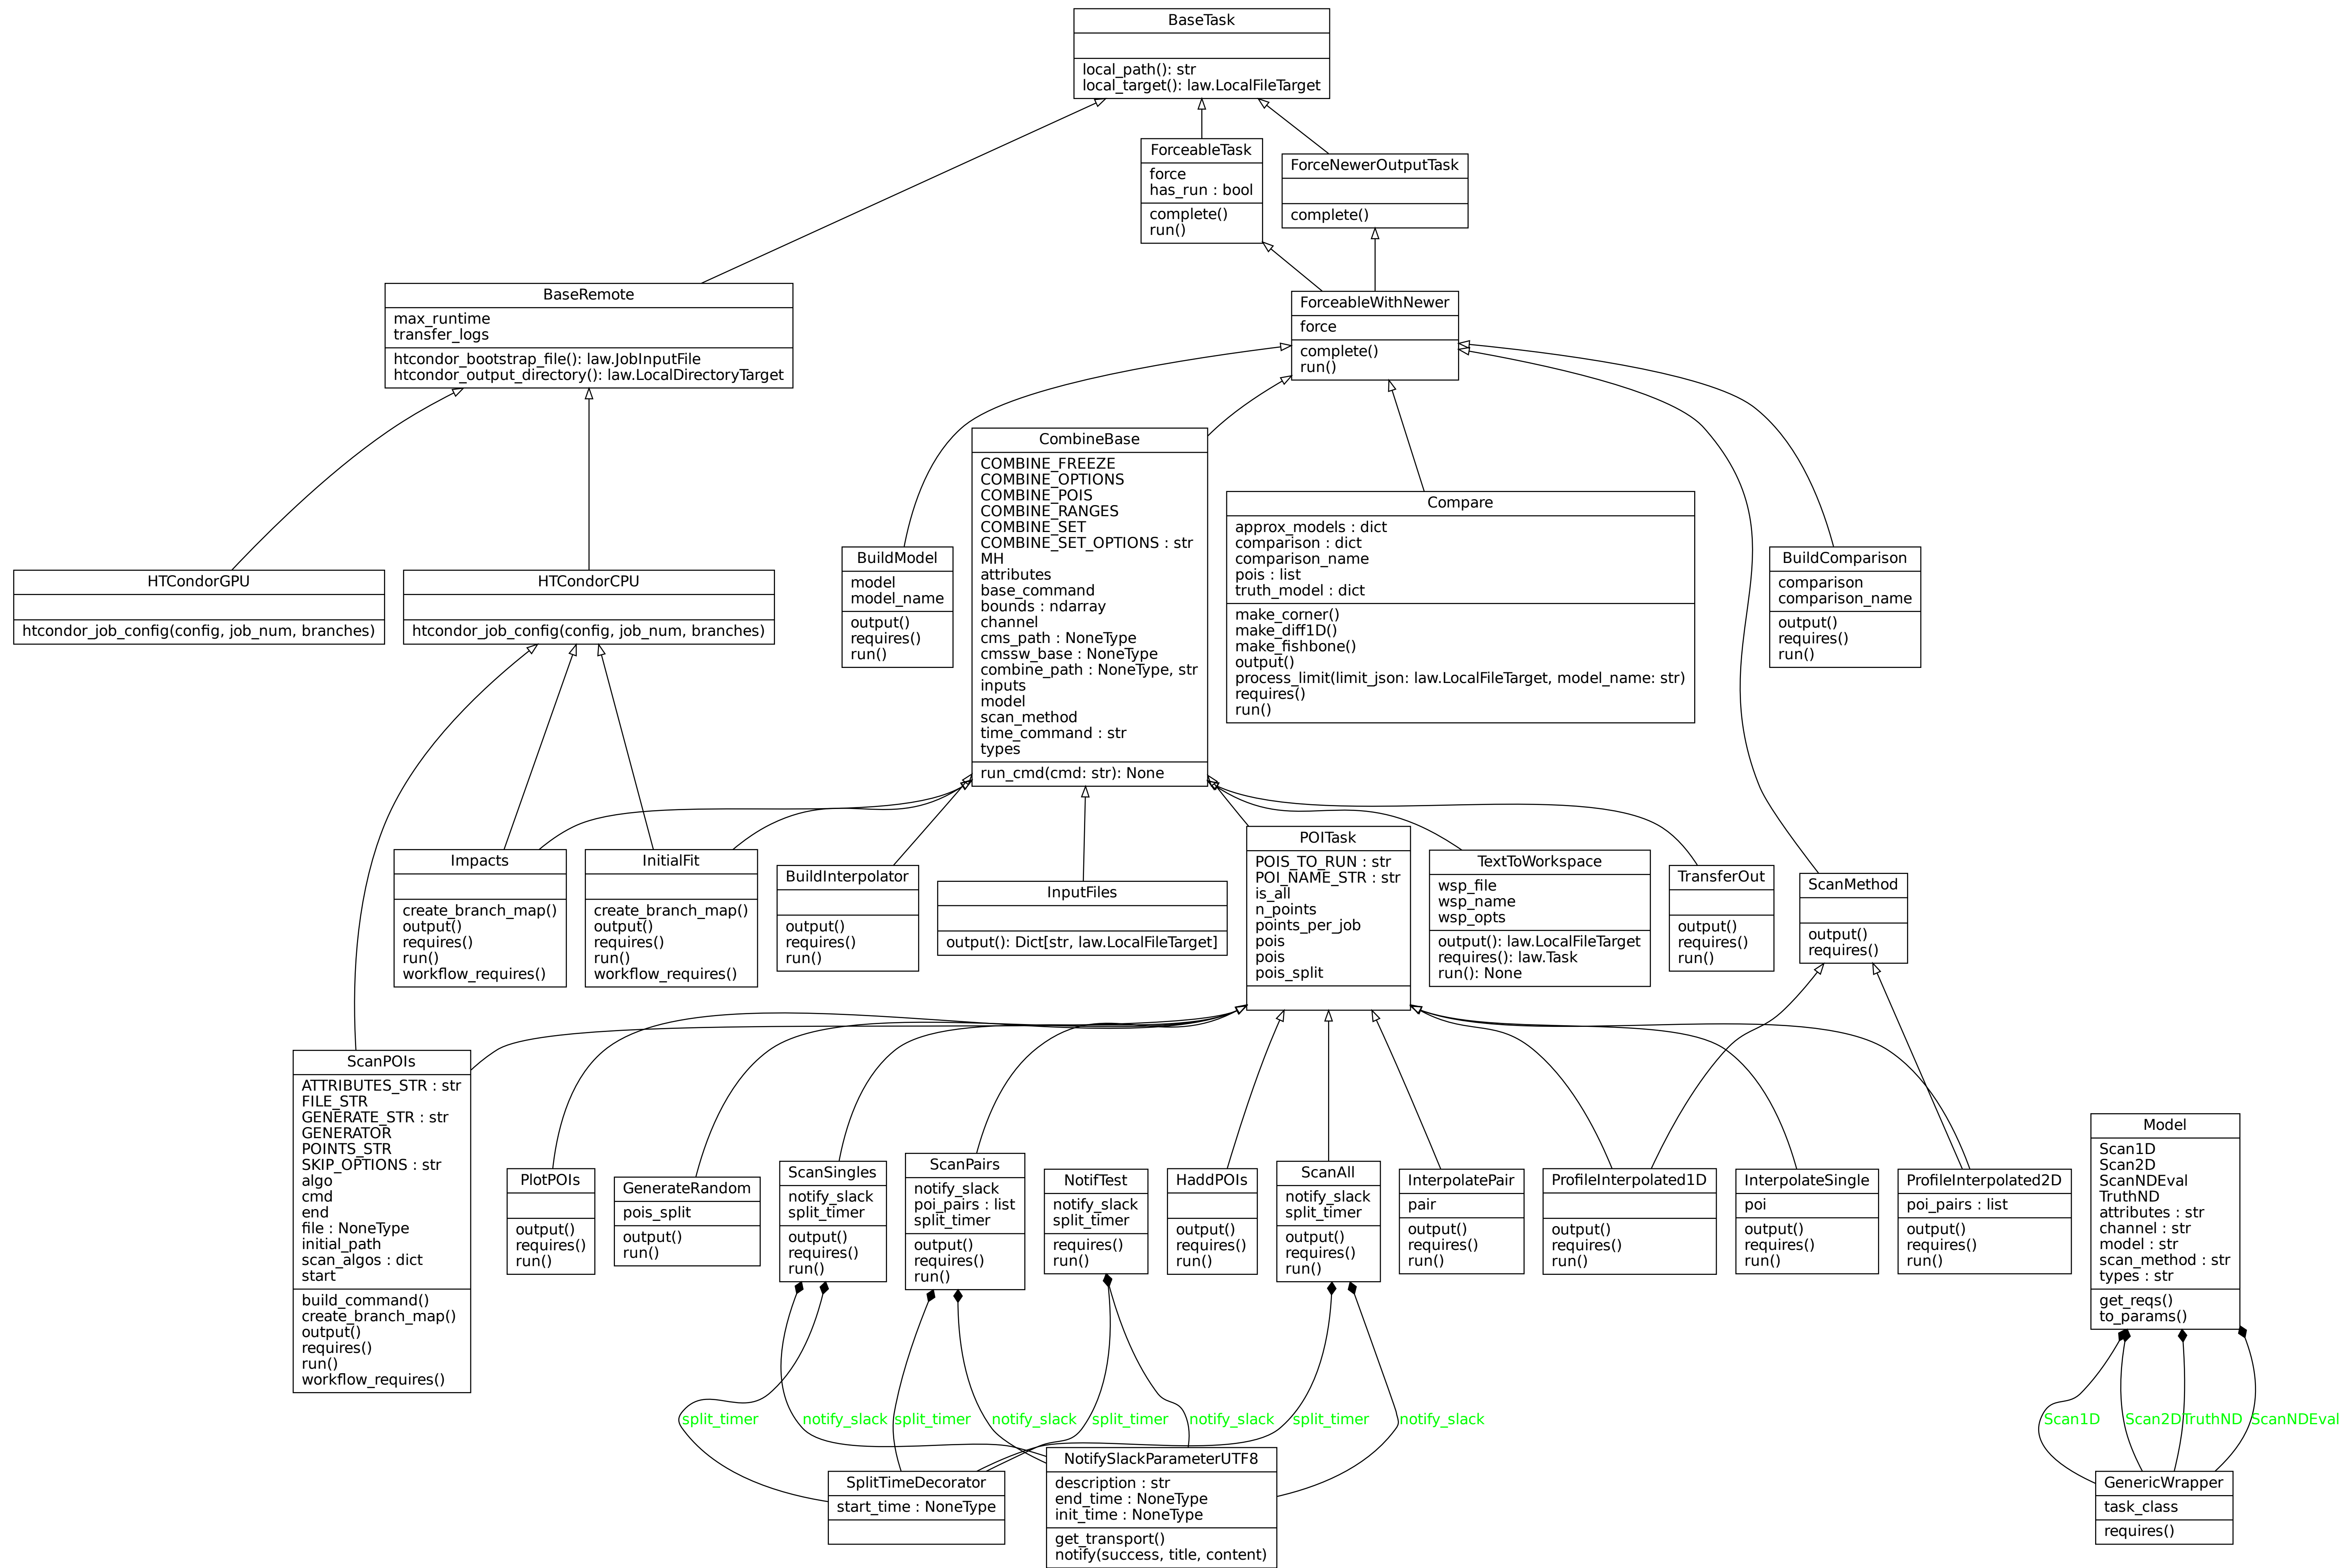 BaseTask
local_path(): str
local_target(): law.LocalFileTarget
ForceableTask
force
has_run : bool
complete()
run()
ForceNewerOutputTask
complete()
BaseRemote
max_runtime
transfer_logs
htcondor_bootstrap_file(): law.JobInputFile
htcondor_output_directory(): law.LocalDirectoryTarget
ForceableWithNewer
force
complete()
run()
HTCondorGPU
htcondor_job_config(config, job_num, branches)
HTCondorCPU
htcondor_job_config(config, job_num, branches)
BuildModel
model
model_name
output()
requires()
run()
CombineBase
COMBINE_FREEZE
COMBINE_OPTIONS
COMBINE_POIS
COMBINE_RANGES
COMBINE_SET
COMBINE_SET_OPTIONS : str
MH
attributes
base_command
bounds : ndarray
channel
cms_path : NoneType
cmssw_base : NoneType
combine_path : NoneType, str
inputs
model
scan_method
time_command : str
types
run_cmd(cmd: str): None
Compare
approx_models : dict
comparison : dict
comparison_name
pois : list
truth_model : dict
make_corner()
make_diff1D()
make_fishbone()
output()
process_limit(limit_json: law.LocalFileTarget, model_name: str)
requires()
run()
BuildComparison
comparison
comparison_name
output()
requires()
run()
Impacts
create_branch_map()
output()
requires()
run()
workflow_requires()
InitialFit
create_branch_map()
output()
requires()
run()
workflow_requires()
BuildInterpolator
output()
requires()
run()
InputFiles
output(): Dict[str, law.LocalFileTarget]
POITask
POIS_TO_RUN : str
POI_NAME_STR : str
is_all
n_points
points_per_job
pois
pois
pois_split
TextToWorkspace
wsp_file
wsp_name
wsp_opts
output(): law.LocalFileTarget
requires(): law.Task
run(): None
TransferOut
output()
requires()
run()
ScanMethod
output()
requires()
ScanPOIs
ATTRIBUTES_STR : str
FILE_STR
GENERATE_STR : str
GENERATOR
POINTS_STR
SKIP_OPTIONS : str
algo
cmd
end
file : NoneType
initial_path
scan_algos : dict
start
build_command()
create_branch_map()
output()
requires()
run()
workflow_requires()
PlotPOIs
output()
requires()
run()
GenerateRandom
pois_split
output()
run()
ScanSingles
notify_slack
split_timer
output()
requires()
run()
ScanPairs
notify_slack
poi_pairs : list
split_timer
output()
requires()
run()
NotifTest
notify_slack
split_timer
requires()
run()
HaddPOIs
output()
requires()
run()
ScanAll
notify_slack
split_timer
output()
requires()
run()
InterpolatePair
pair
output()
requires()
run()
ProfileInterpolated1D
output()
requires()
run()
InterpolateSingle
poi
output()
requires()
run()
ProfileInterpolated2D
poi_pairs : list
output()
requires()
run()
Model
Scan1D
Scan2D
ScanNDEval
TruthND
attributes : str
channel : str
model : str
scan_method : str
types : str
get_reqs()
to_params()
split_timer
notify_slack
split_timer
notify_slack
split_timer
notify_slack
split_timer
notify_slack
Scan1D
Scan2D
TruthND
ScanNDEval
SplitTimeDecorator
start_time : NoneType
NotifySlackParameterUTF8
description : str
end_time : NoneType
init_time : NoneType
get_transport()
notify(success, title, content)
GenericWrapper
task_class
requires()